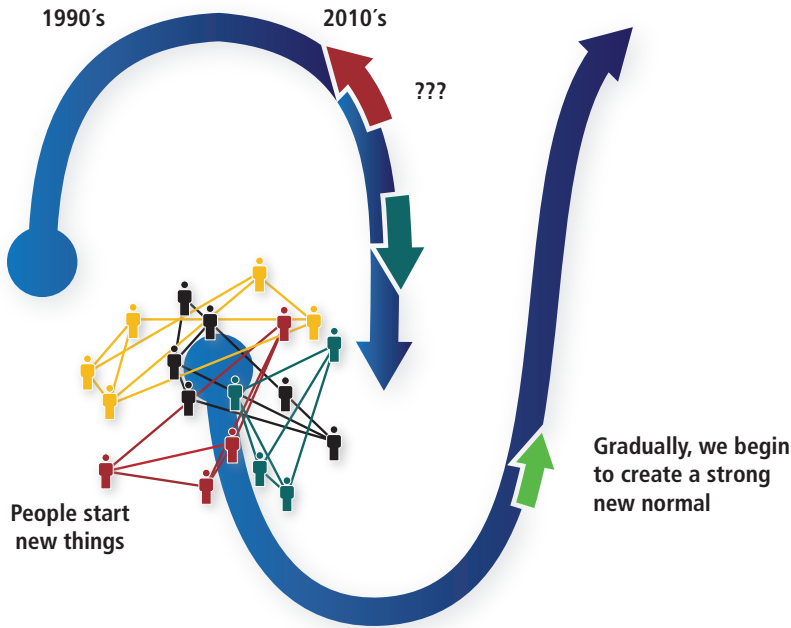 1990´s
2010´s
???
Gradually, we begin
to create a strong
new normal
People start
new things